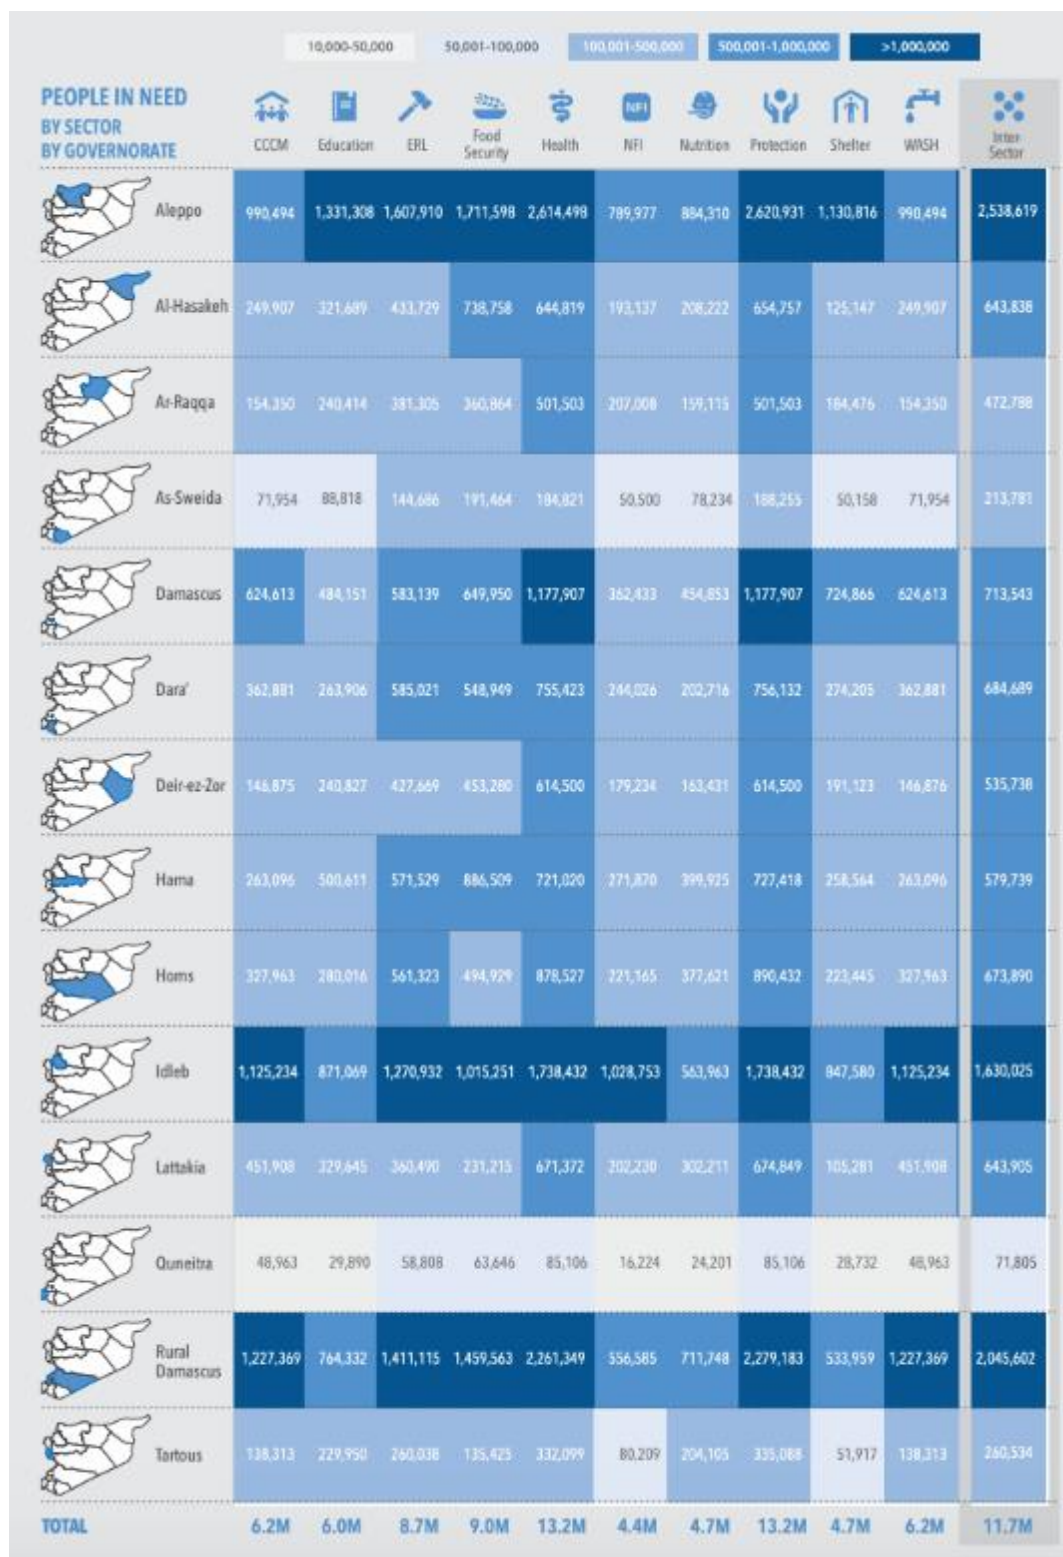 10,000-50,000 50,001-100,000 100,001-500,000 500,001-1,000,000 >1,000,000
PEOPLE IN NEED
BY SECTOR
BY GOVERNORATE
CCCM Education ERL Food Security Health NFI Nutrition Protection Shelter WASH Inter Sector
NFI
Aleppo 990,494 1,331,308 1,607,910 1,711,598 2,614,498 789,977 884,310 2,620,931 1,130,816 990,494 2,538,619
Al-Hasakeh 249,907 321,689 433,729 738,758 644,819 193,137 208,222 654,757 125,147 249,907 643,838
Ar-Raqqa 154,350 240,414 381,305 360,864 501,503 207,008 159,115 501,503 184,476 154,350 472,788
As-Sweida 71,954 88,818 144,686 191,464 184,821 50,500 78,234 188,255 50,158 71,954 213,781
Damascus 624,613 484,151 583,139 649,950 1,177,907 362,433 454,853 1,177,907 724,866 624,613 713,543
Dara' 362,881 263,906 585,021 548,949 755,423 244,026 202,716 756,132 274,205 362,881 684,689
Deir-ez-Zor 146,875 240,827 427,669 453,280 614,500 179,234 163,431 614,500 191,123 146,876 535,738
Hama 263,096 500,611 571,529 886,509 721,020 271,870 399,925 727,418 258,564 263,096 579,739
Homs 327,963 280,016 561,323 494,929 878,527 221,165 377,621 890,432 223,445 327,963 673,890
Idleb 1,125,234 871,069 1,270,932 1,015,251 1,738,432 1,028,753 563,963 1,738,432 847,580 1,125,234 1,630,025
Lattakia 451,908 329,645 360,490 231,215 671,372 202,230 302,211 674,849 105,281 451,908 643,905
Quneitra 48,963 29,890 58,808 63,646 85,106 16,224 24,201 85,106 28,732 48,963 71,805
Rural Damascus 1,227,369 764,332 1,411,115 1,459,563 2,261,349 556,585 711,748 2,279,183 533,959 1,227,369 2,045,602
Tartous 138,313 229,950 260,038 135,425 332,099 80,209 204,105 335,088 51,917 138,313 260,534
TOTAL 6.2M 6.0M 8.7M 9.0M 13.2M 4.4M 4.7M 13.2M 4.7M 6.2M 11.7M